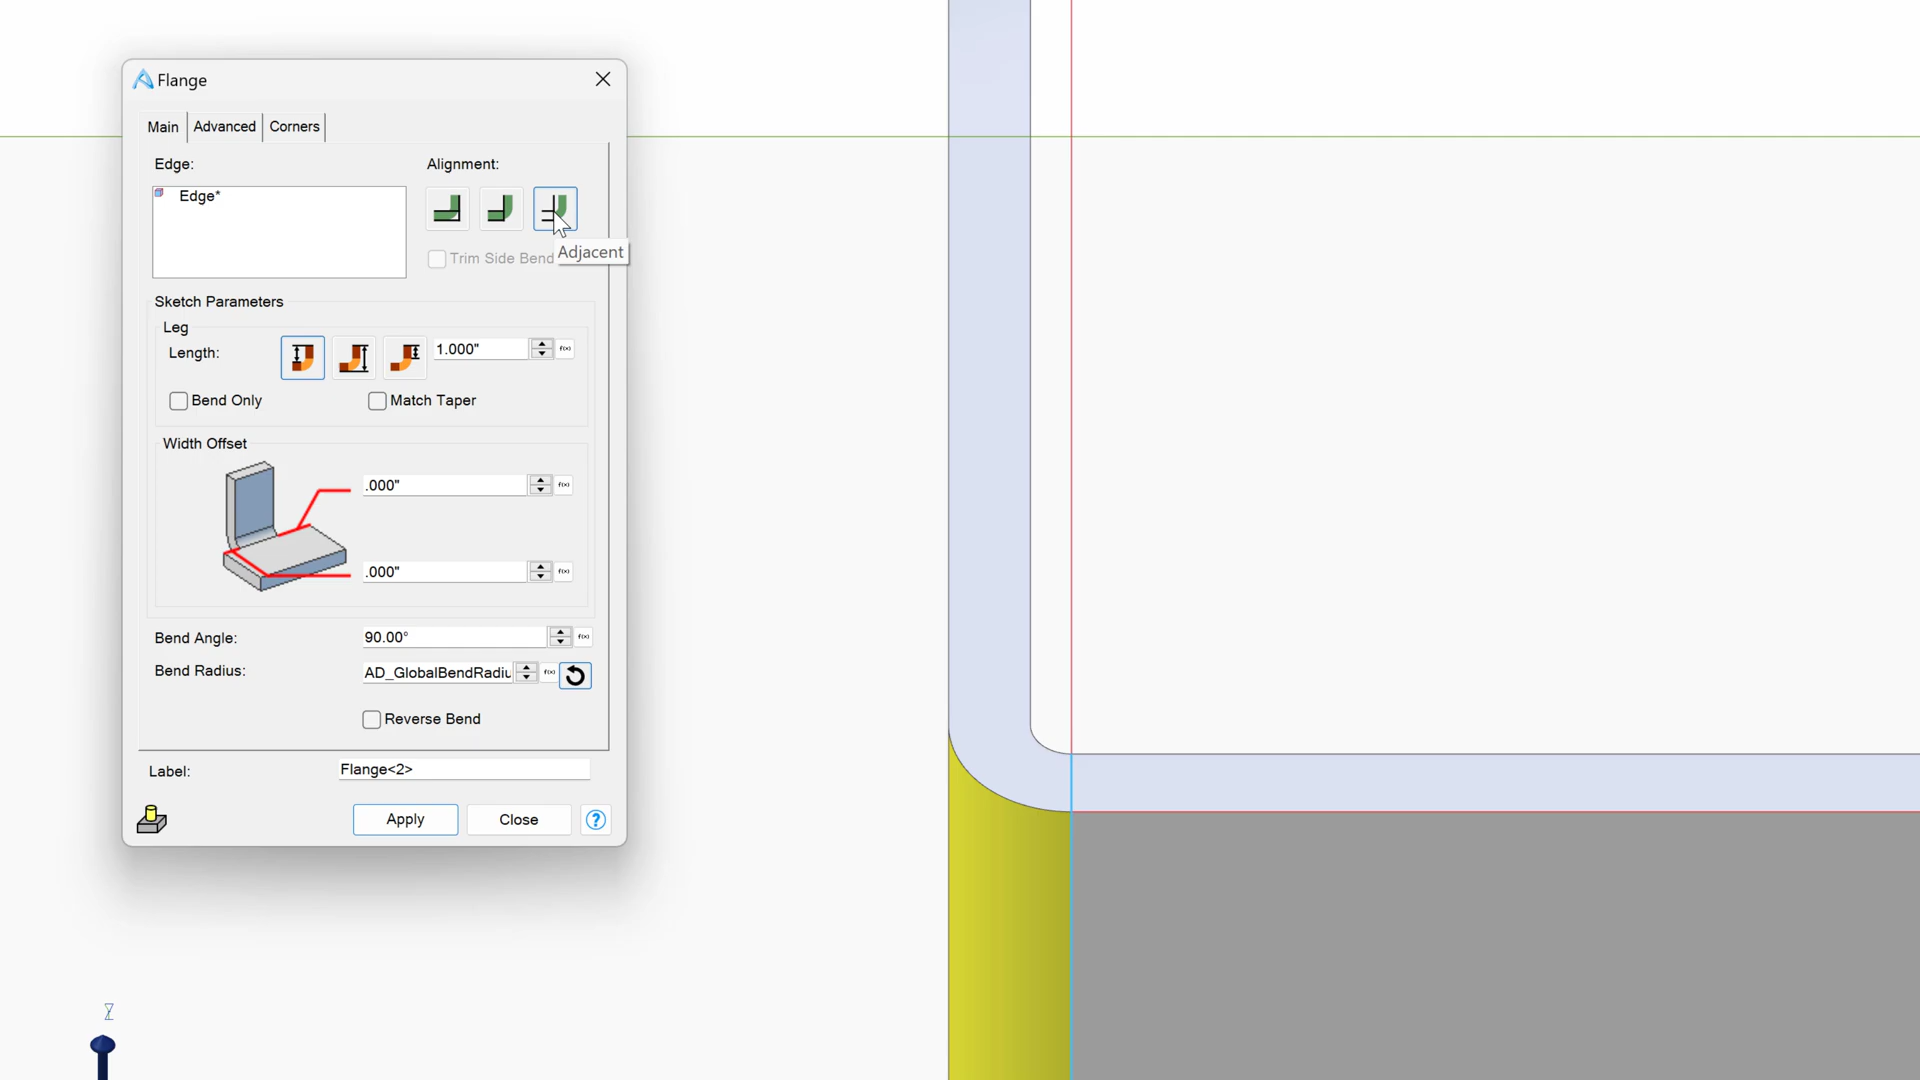 Flange
Main Advanced Corners
Edge: Alignment:
Edge*
Adjacent
Trim Side Bend
Sketch Parameters
Leg
Length: 1.000" f(x)
Bend Only Match Taper
Width Offset
.000" f(x)
.000" f(x)
Bend Angle: 90.00° f(x)
Bend Radius: AD_GlobalBendRadiu f(x)
Reverse Bend
Label: Flange<2>
Apply Close ?
Z